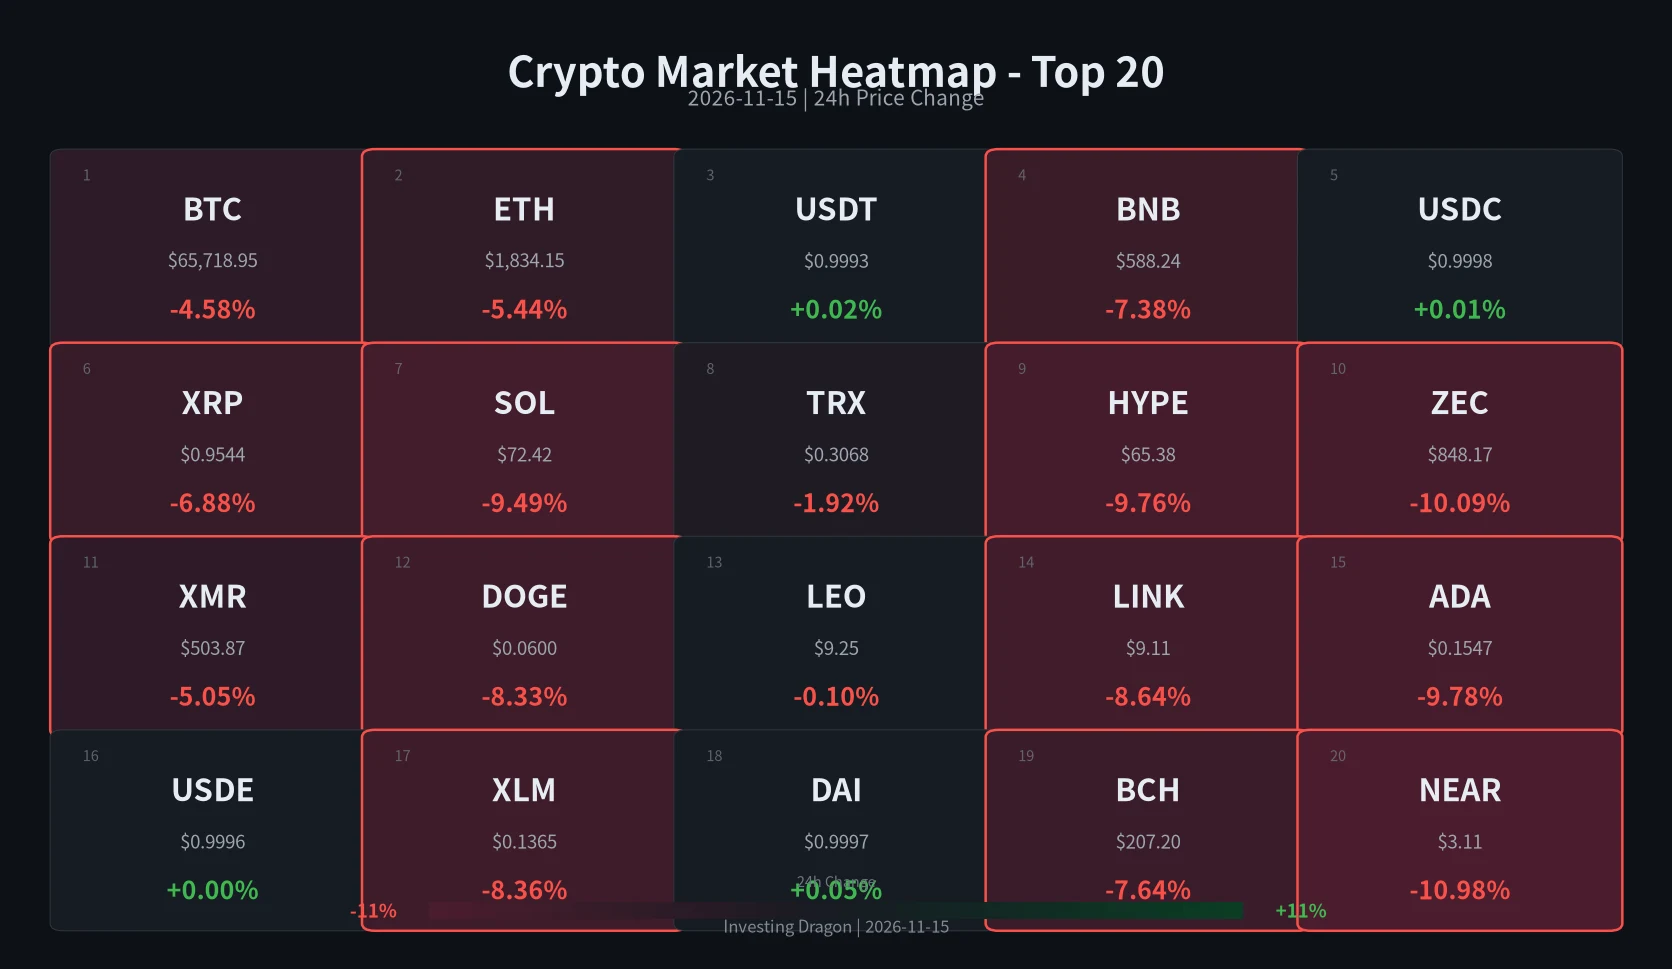 Crypto Market Heatmap - Top 20
2026-11-15 | 24h Price Change
1
BTC
$65,718.95
-4.58%
2
ETH
$1,834.15
-5.44%
3
USDT
$0.9993
+0.02%
4
BNB
$588.24
-7.38%
5
USDC
$0.9998
+0.01%
6
XRP
$0.9544
-6.88%
7
SOL
$72.42
-9.49%
8
TRX
$0.3068
-1.92%
9
HYPE
$65.38
-9.76%
10
ZEC
$848.17
-10.09%
11
XMR
$503.87
-5.05%
12
DOGE
$0.0600
-8.33%
13
LEO
$9.25
-0.10%
14
LINK
$9.11
-8.64%
15
ADA
$0.1547
-9.78%
16
USDE
$0.9996
+0.00%
17
XLM
$0.1365
-8.36%
18
DAI
$0.9997
+0.05%
19
BCH
$207.20
-7.64%
20
NEAR
$3.11
-10.98%
24h Change
-11%
+11%
Investing Dragon | 2026-11-15